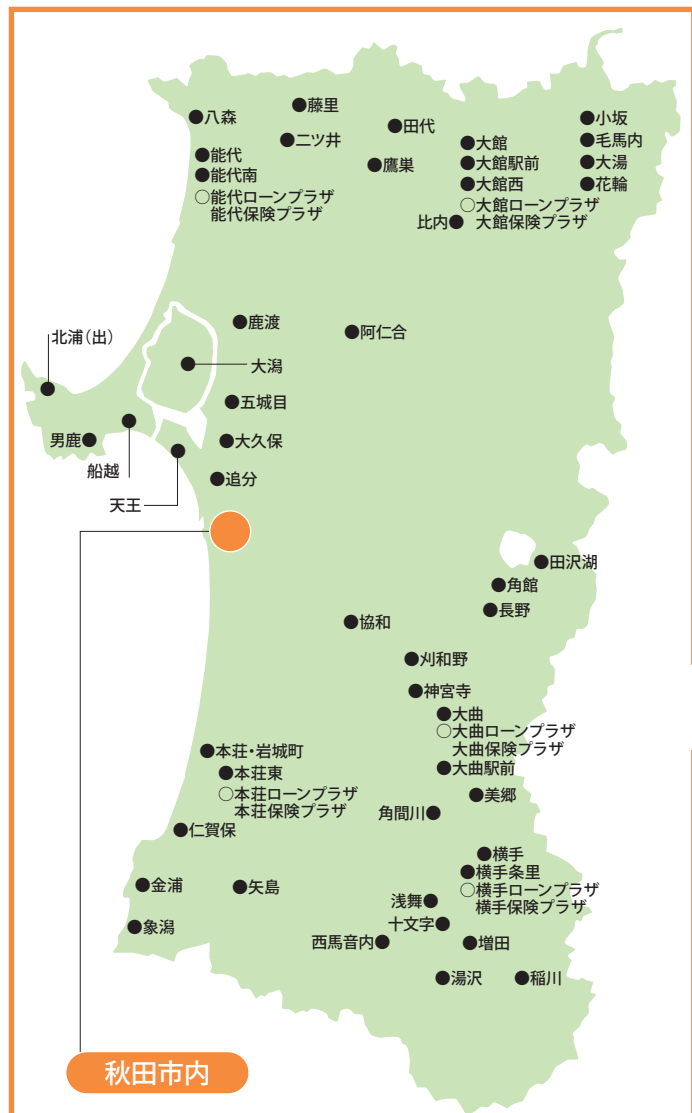 ●藤里
●八森
●田代
●小坂
●二ツ井
●大館
●毛馬内
●能代
●鷹巣
●大館駅前
●大湯
●能代南
●大館西
●花輪
○能代ローンプラザ
能代保険プラザ
○大館ローンプラザ
大館保険プラザ
比内●
●鹿渡
●阿仁合
北浦（出）
大潟
●五城目
男鹿●
●大久保
船越
●追分
天王
●田沢湖
●角館
●長野
●協和
●刈和野
●神宮寺
●大曲
○大曲ローンプラザ
大曲保険プラザ
●大曲駅前
●本荘・岩城町
●本荘東
○本荘ローンプラザ
本荘保険プラザ
●美郷
角間川●
●仁賀保
●横手
●横手条里
○横手ローンプラザ
横手保険プラザ
●金浦
●矢島
浅舞●
十文字●
●象潟
西馬音内●
●増田
●湯沢
●稲川
秋田市内